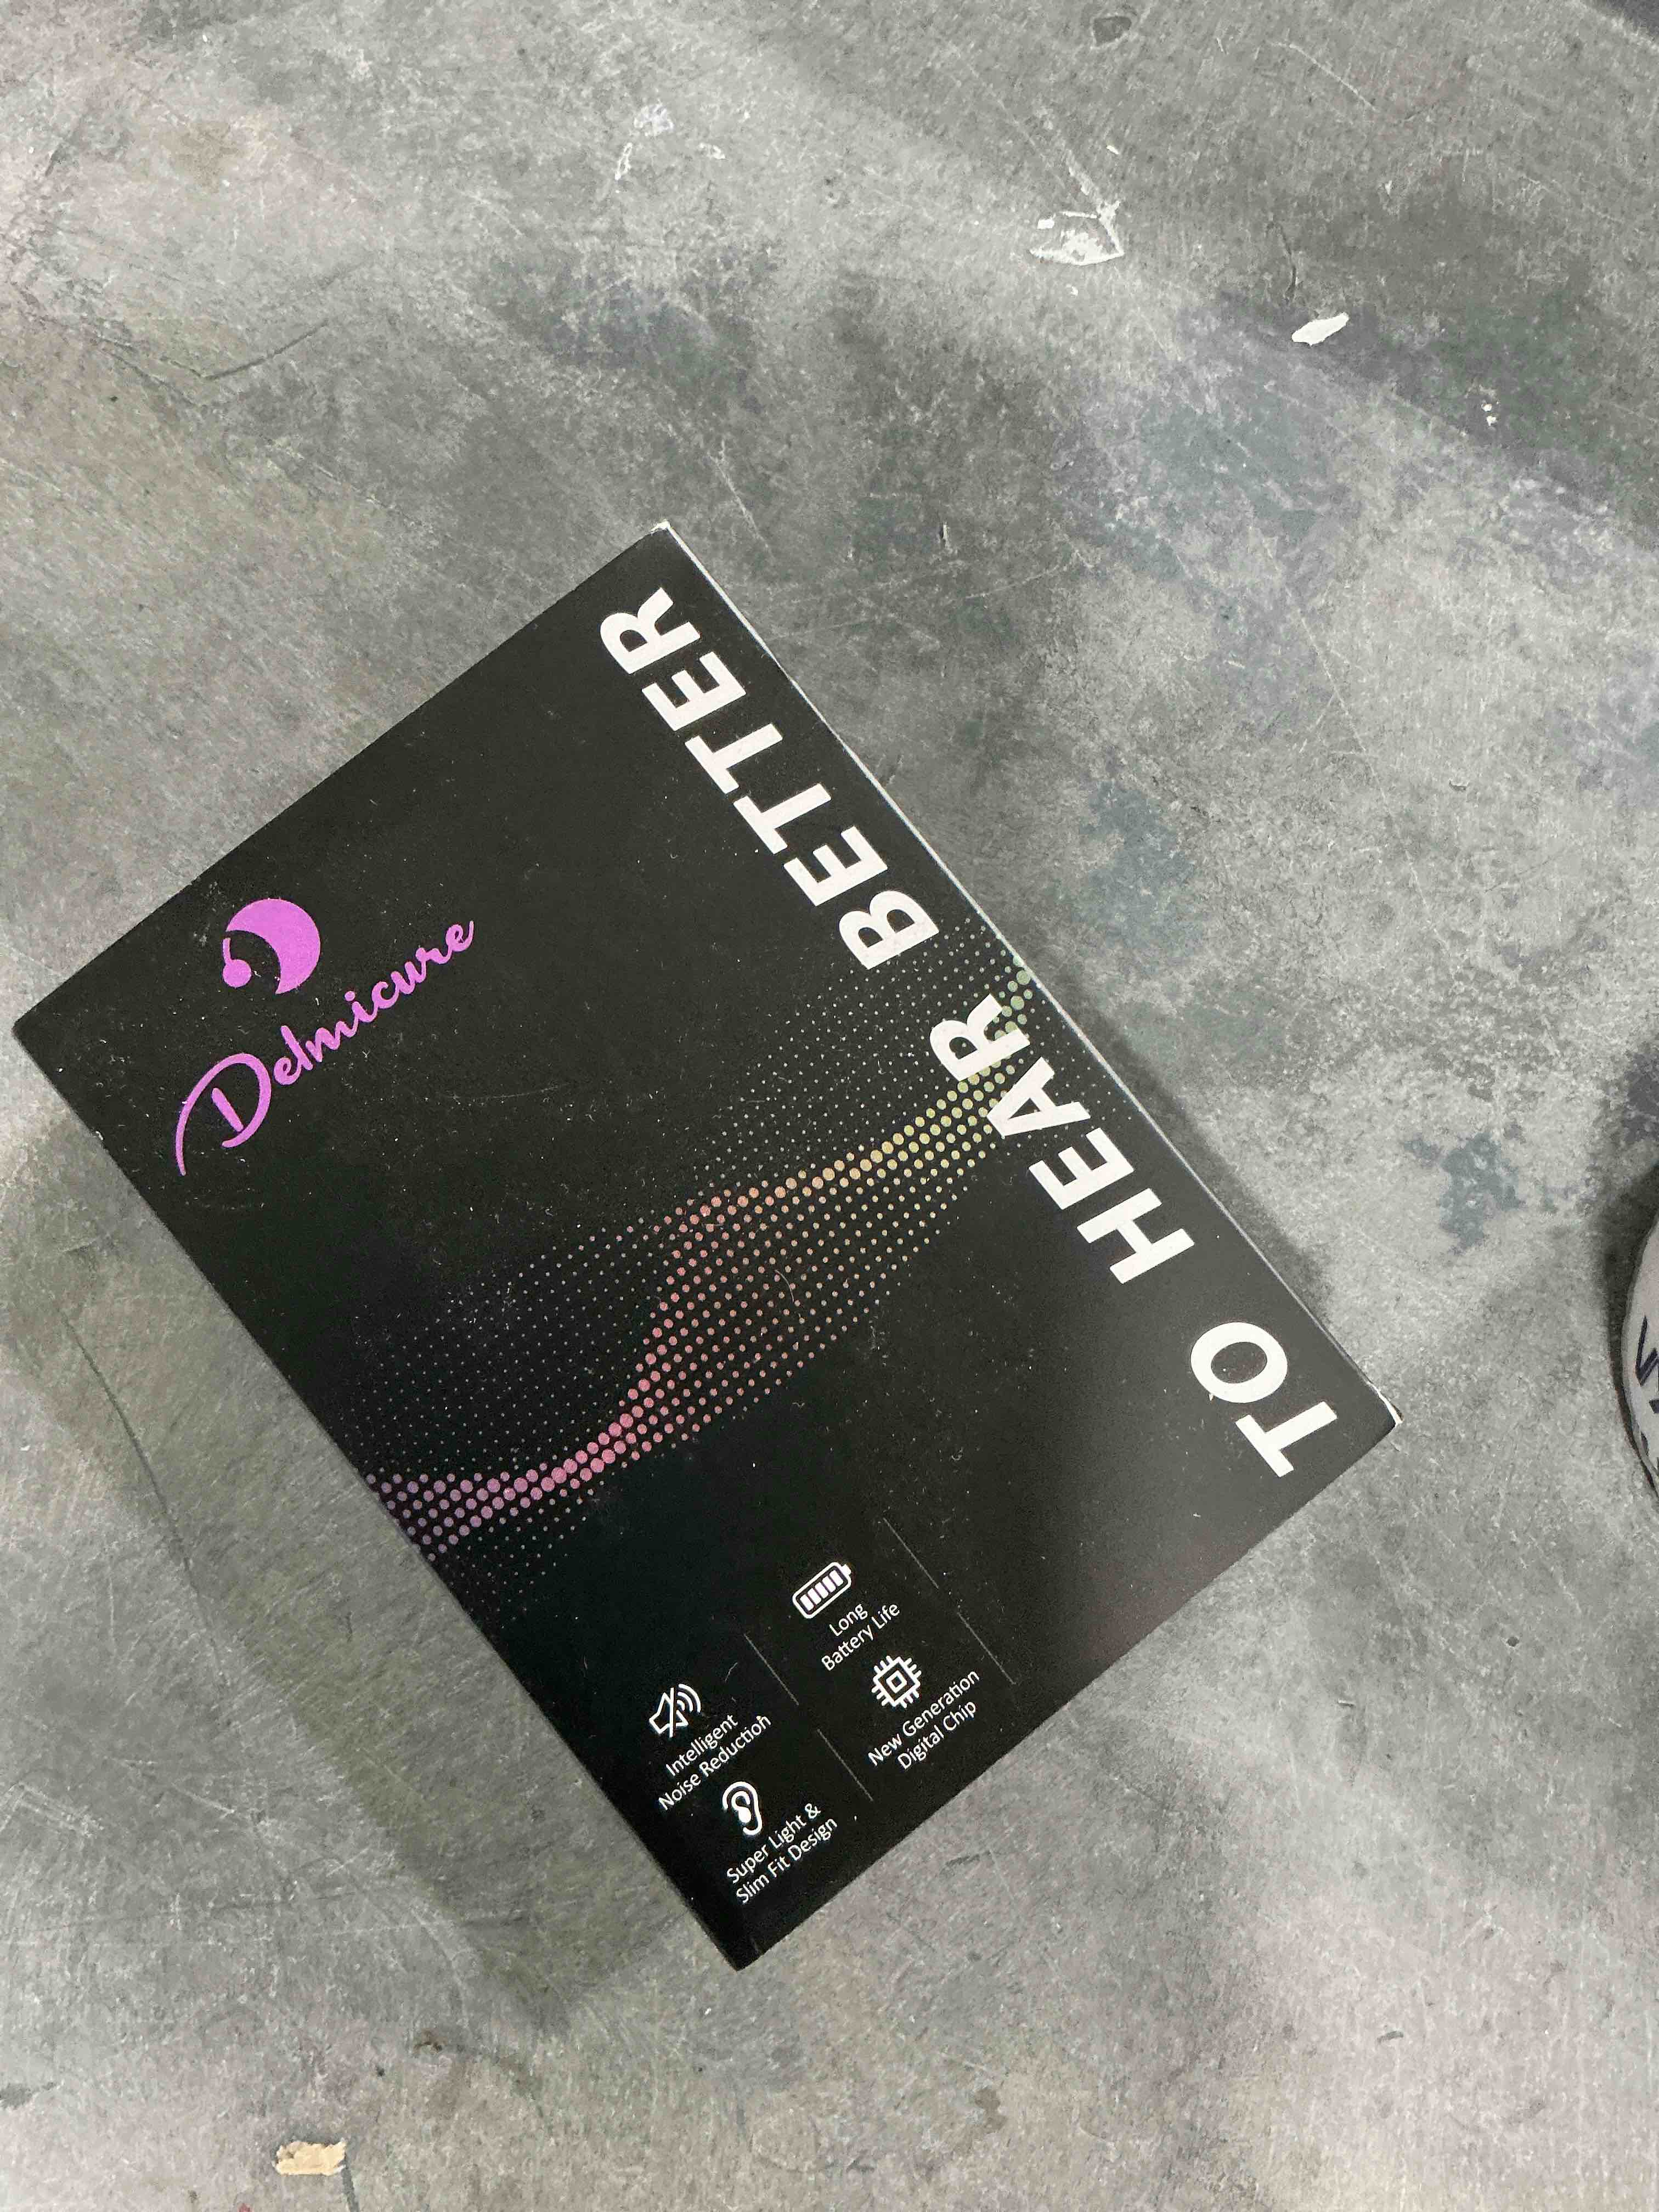 Delmicure
TO HEAR BETTER
Intelligent
Noise Reduction
Long
Battery Life
Super Light &
Slim Fit Design
New Generation
Digital Chip